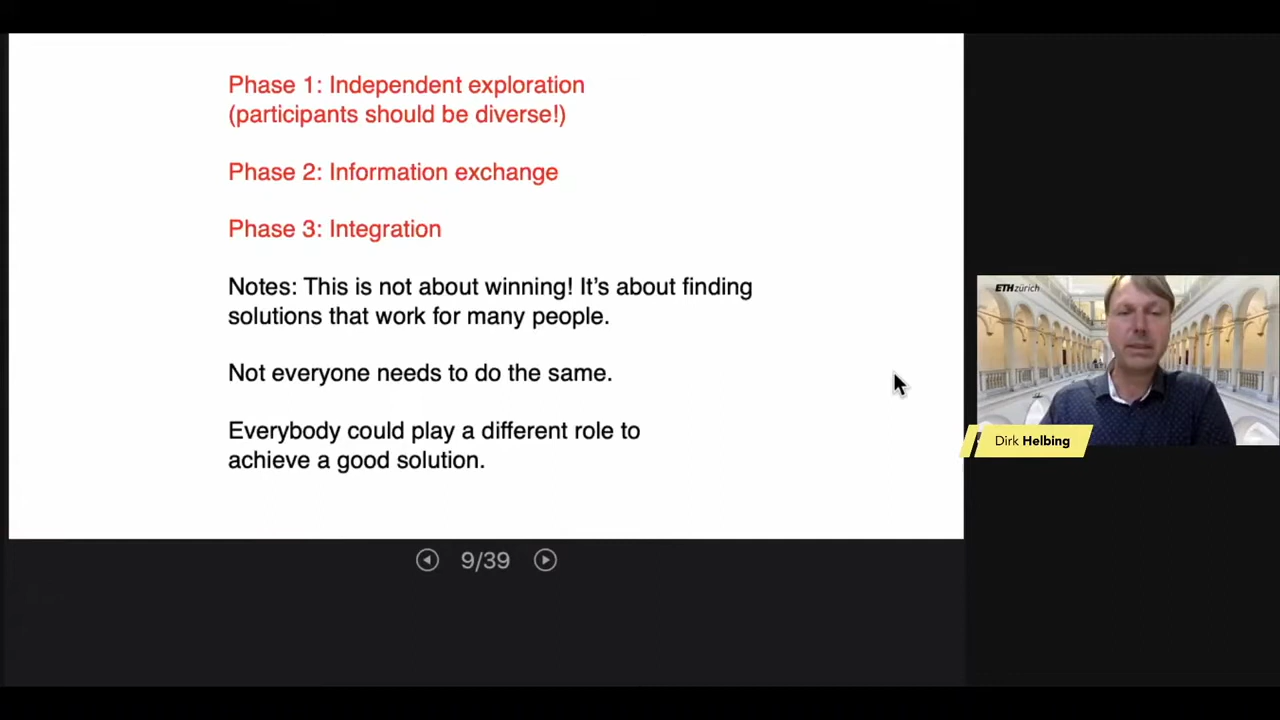 Phase 1: Independent exploration
(participants should be diverse!)
Phase 2: Information exchange
Phase 3: Integration
Notes: This is not about winning! It's about finding
solutions that work for many people.
Not everyone needs to do the same.
Everybody could play a different role to
achieve a good solution.
9/39
ETHzürich
Dirk Helbing